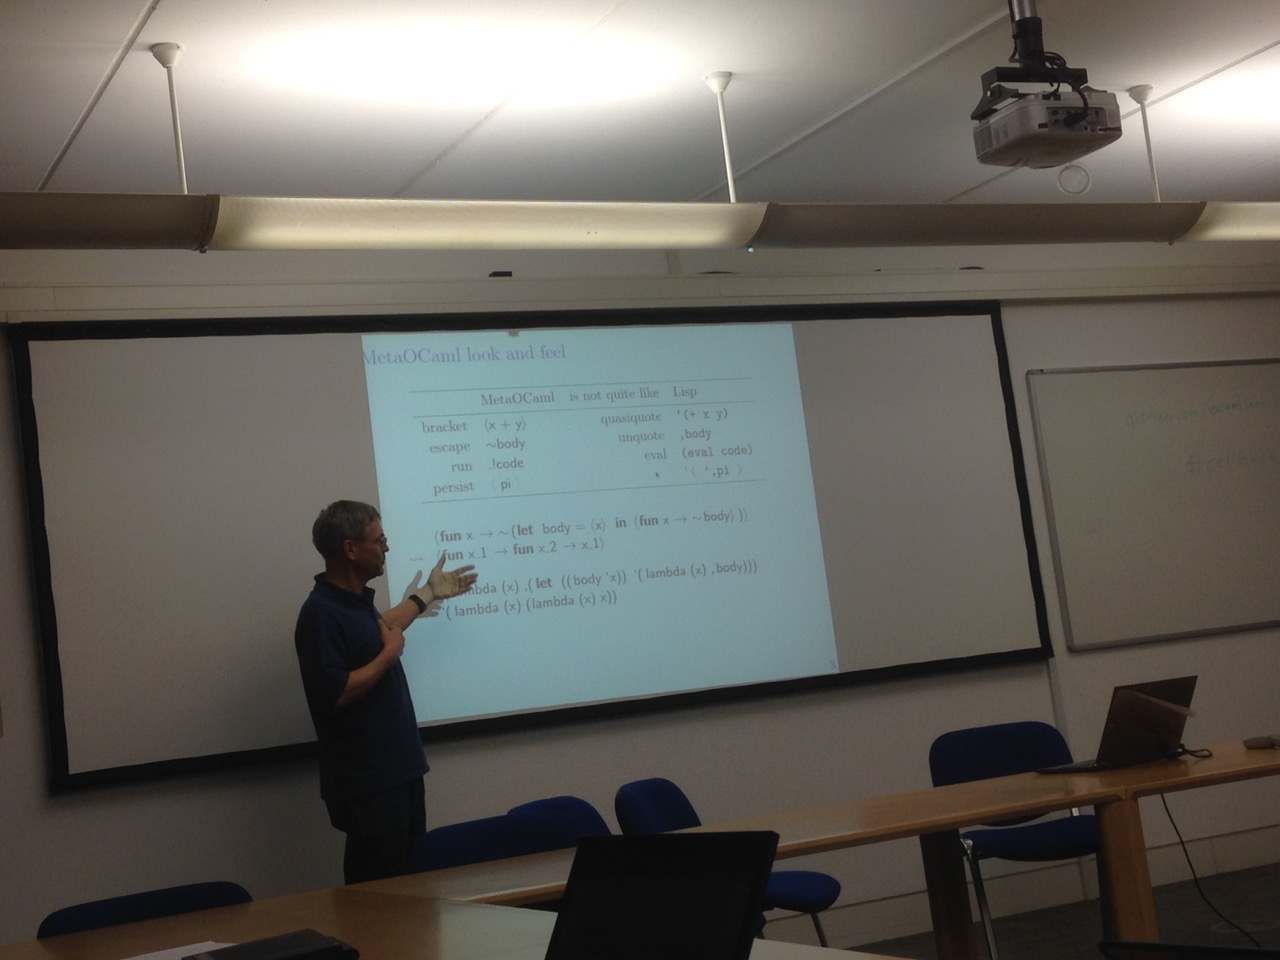 MetaOCaml look and feel
MetaOCaml is not quite like Lisp
bracket ⟨x + y⟩ quasiquote `(+ x y)
escape ~body unquote ,body
run .!code eval (eval code)
persist ⟨ pi ⟩ `( ',pi )
⟨fun x → ~(let body = ⟨x⟩ in ⟨fun x → ~body⟩)⟩
⟨fun x_1 → fun x_2 → x_1⟩
lambda (x) ,(let ((body 'x)) `(lambda (x) ,body)))
`(lambda (x) (lambda (x) x))
3